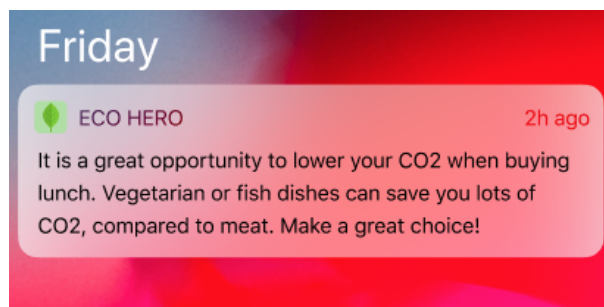 Friday
ECO HERO 2h ago
It is a great opportunity to lower your CO2 when buying
lunch. Vegetarian or fish dishes can save you lots of
CO2, compared to meat. Make a great choice!